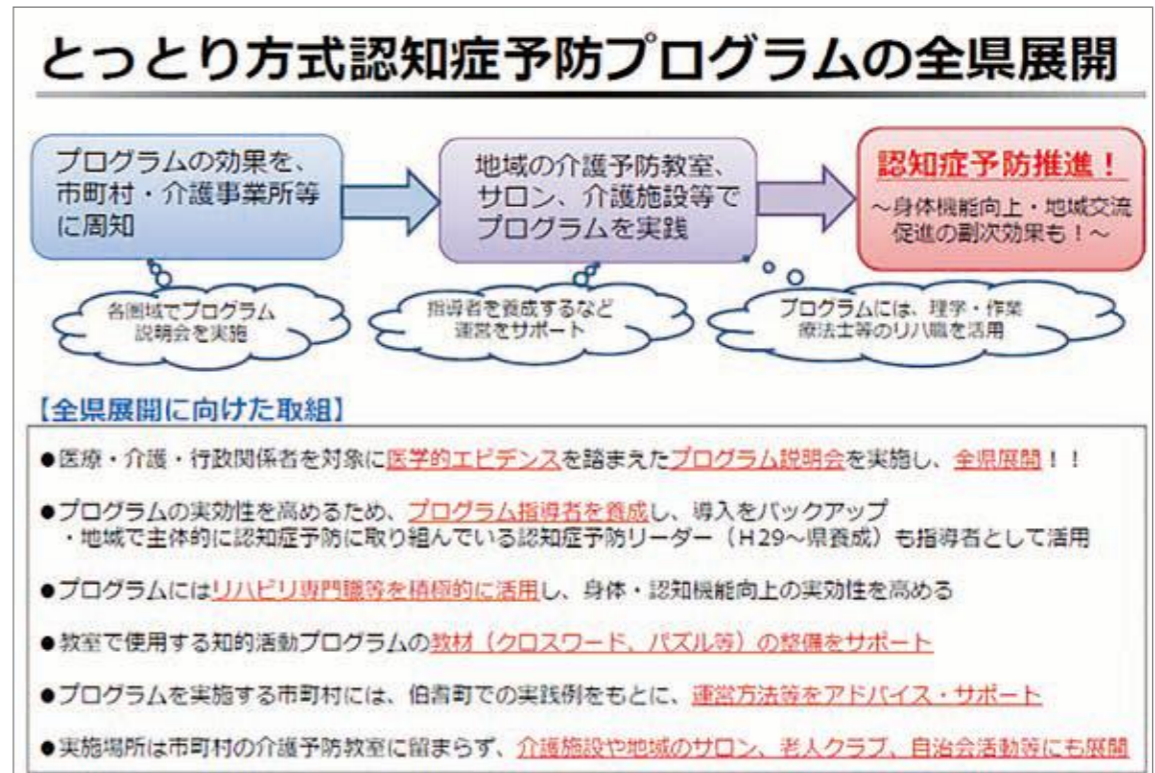 とっとり方式認知症予防プログラムの全県展開
プログラムの効果を、
市町村・介護事業所等
に周知
地域の介護予防教室、
サロン、介護施設等で
プログラムを実践
認知症予防推進！
～身体機能向上・地域交流
促進の副次効果も！～
各圏域でプログラム
説明会を実施
指導者を養成するなど
運営をサポート
プログラムには、理学・作業
療法士等のリハ職を活用
【全県展開に向けた取組】
●医療・介護・行政関係者を対象に医学的エビデンスを踏まえたプログラム説明会を実施し、全県展開！！
●プログラムの実効性を高めるため、プログラム指導者を養成し、導入をバックアップ
・地域で主体的に認知症予防に取り組んでいる認知症予防リーダー（H29～県養成）も指導者として活用
●プログラムにはリハビリ専門職等を積極的に活用し、身体・認知機能向上の実効性を高める
●教室で使用する知的活動プログラムの教材（クロスワード、パズル等）の整備をサポート
●プログラムを実施する市町村には、伯耆町での実践例をもとに、運営方法等をアドバイス・サポート
●実施場所は市町村の介護予防教室に留まらず、介護施設や地域のサロン、老人クラブ、自治会活動等にも展開